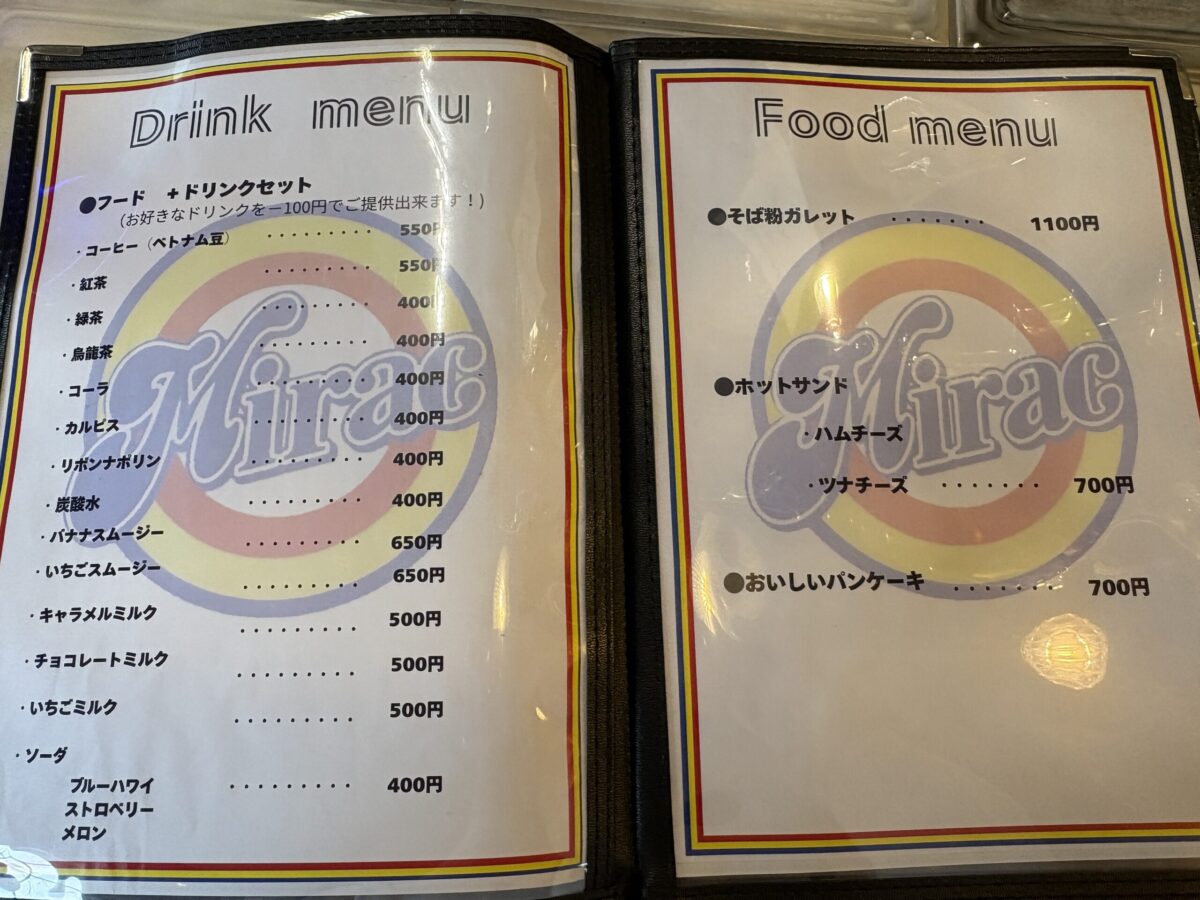 Drink menu
●フード ＋ドリンクセット
(お好きなドリンクを－100円でご提供出来ます！)
・コーヒー（ベトナム豆） ········· 550円
・紅茶 ········· 550円
・緑茶 ········· 400円
・烏龍茶 ········· 400円
・コーラ ········· 400円
・カルピス ········· 400円
・リボンナポリン ········· 400円
・炭酸水 ········· 400円
・バナナスムージー ········· 650円
・いちごスムージー ········· 650円
・キャラメルミルク ········· 500円
・チョコレートミルク ········· 500円
・いちごミルク ········· 500円
・ソーダ
ブルーハワイ ········· 400円
ストロベリー
メロン
Mirac
Food menu
●そば粉ガレット ······· 1100円
●ホットサンド
・ハムチーズ
・ツナチーズ ······· 700円
●おいしいパンケーキ ······· 700円
Mirac